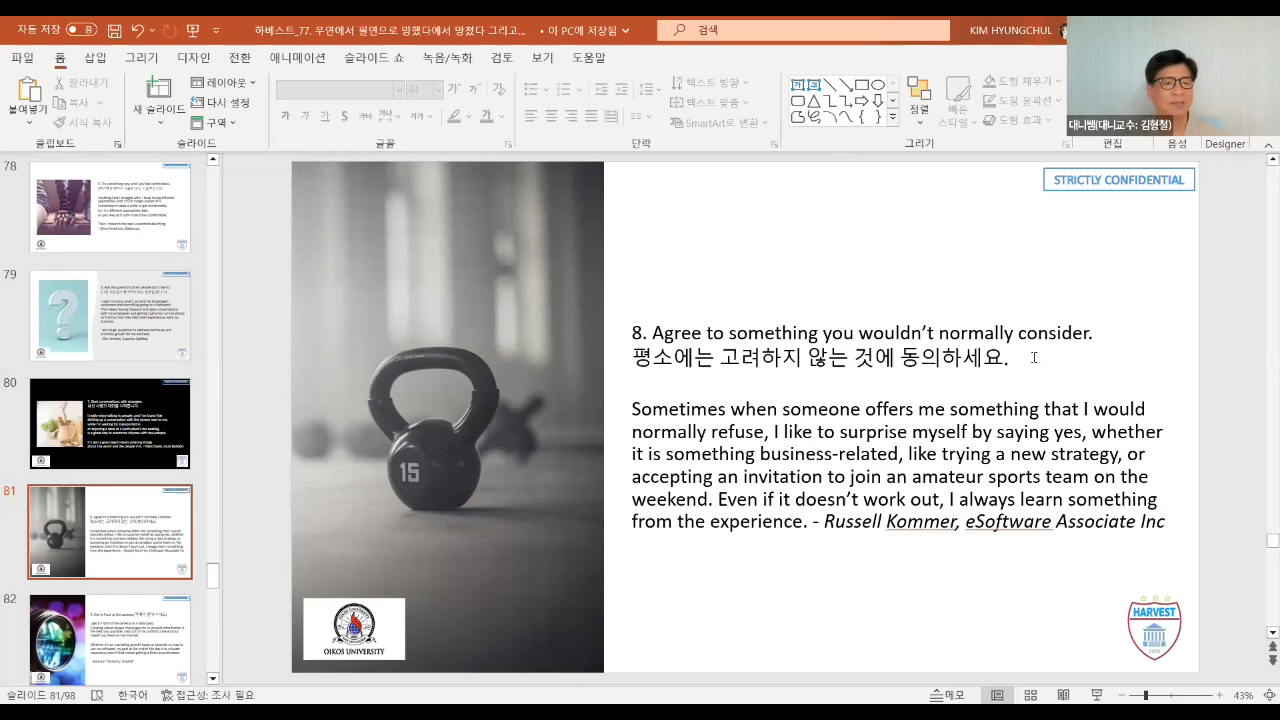 자동 저장
하베스트_77. 우연에서 필연으로 망했다에서 망쳤다 그리고... • 이 PC에 저장됨
검색
KIM HYUNGCHUL
파일 홈 삽입 그리기 디자인 전환 애니메이션 슬라이드 쇼 녹음/녹화 검토 보기 도움말
붙여넣기
잘라내기
복사
서식 복사
클립보드
새 슬라이드
레이아웃
다시 설정
구역
슬라이드
44
가 가 가
글꼴
텍스트 방향
텍스트 맞춤
SmartArt로 변환
단락
정렬
빠른 스타일
도형 채우기
도형
도형 효과
그리기
편집
음성
Designer
대니쌤(대니교수: 김형철)
78
79
80
81
82
STRICTLY CONFIDENTIAL
8. Agree to something you wouldn’t normally consider.
평소에는 고려하지 않는 것에 동의하세요.
Sometimes when someone offers me something that I would
normally refuse, I like to surprise myself by saying yes, whether
it is something business-related, like trying a new strategy, or
accepting an invitation to join an amateur sports team on the
weekend. Even if it doesn’t work out, I always learn something
from the experience. - Russell Kommer, eSoftware Associate Inc
15
OIKOS UNIVERSITY
HARVEST
슬라이드 81/98
한국어
접근성: 조사 필요
메모
43%